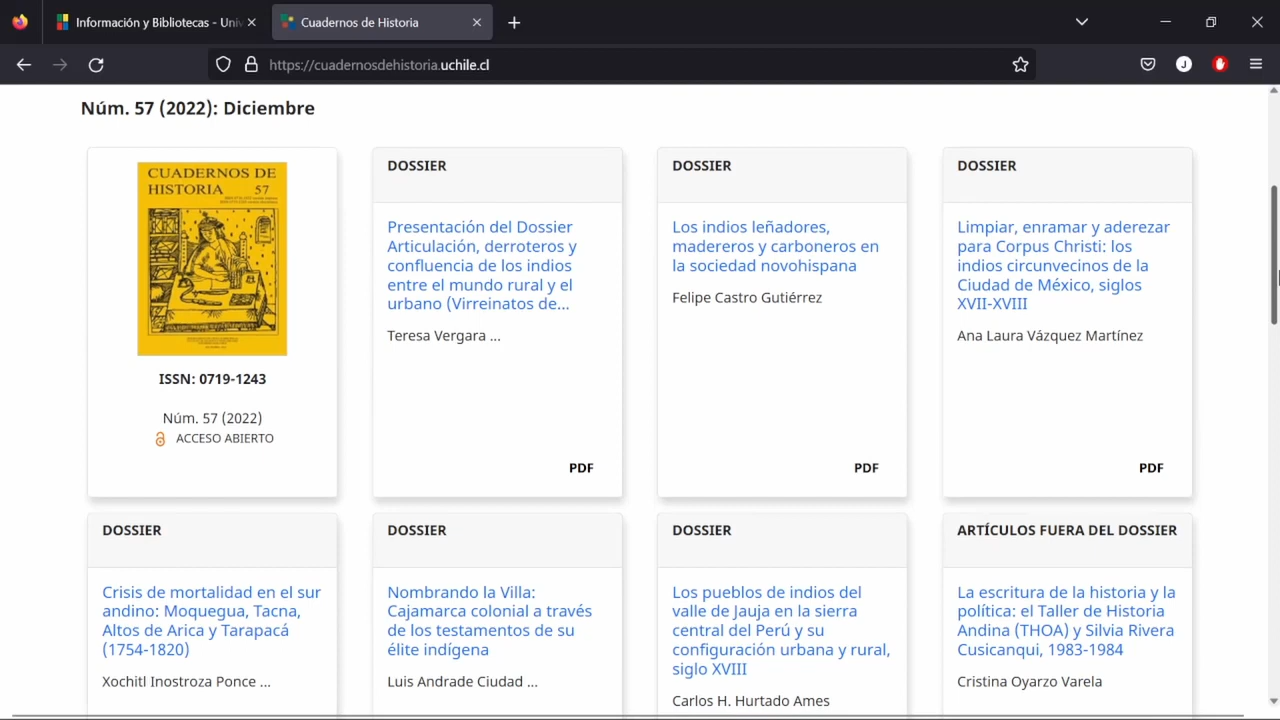 Información y Bibliotecas - Univ
Cuadernos de Historia
https://cuadernosdehistoria.uchile.cl
J
Núm. 57 (2022): Diciembre
CUADERNOS DE
HISTORIA 57
ISSN: 0719-1243
Núm. 57 (2022)
ACCESO ABIERTO
DOSSIER
Presentación del Dossier
Articulación, derroteros y
confluencia de los indios
entre el mundo rural y el
urbano (Virreinatos de...
Teresa Vergara ...
PDF
DOSSIER
Los indios leñadores,
madereros y carboneros en
la sociedad novohispana
Felipe Castro Gutiérrez
PDF
DOSSIER
Limpiar, enramar y aderezar
para Corpus Christi: los
indios circunvecinos de la
Ciudad de México, siglos
XVII-XVIII
Ana Laura Vázquez Martínez
PDF
DOSSIER
Crisis de mortalidad en el sur
andino: Moquegua, Tacna,
Altos de Arica y Tarapacá
(1754-1820)
Xochitl Inostroza Ponce ...
DOSSIER
Nombrando la Villa:
Cajamarca colonial a través
de los testamentos de su
élite indígena
Luis Andrade Ciudad ...
DOSSIER
Los pueblos de indios del
valle de Jauja en la sierra
central del Perú y su
configuración urbana y rural,
siglo XVIII
Carlos H. Hurtado Ames
ARTÍCULOS FUERA DEL DOSSIER
La escritura de la historia y la
política: el Taller de Historia
Andina (THOA) y Silvia Rivera
Cusicanqui, 1983-1984
Cristina Oyarzo Varela